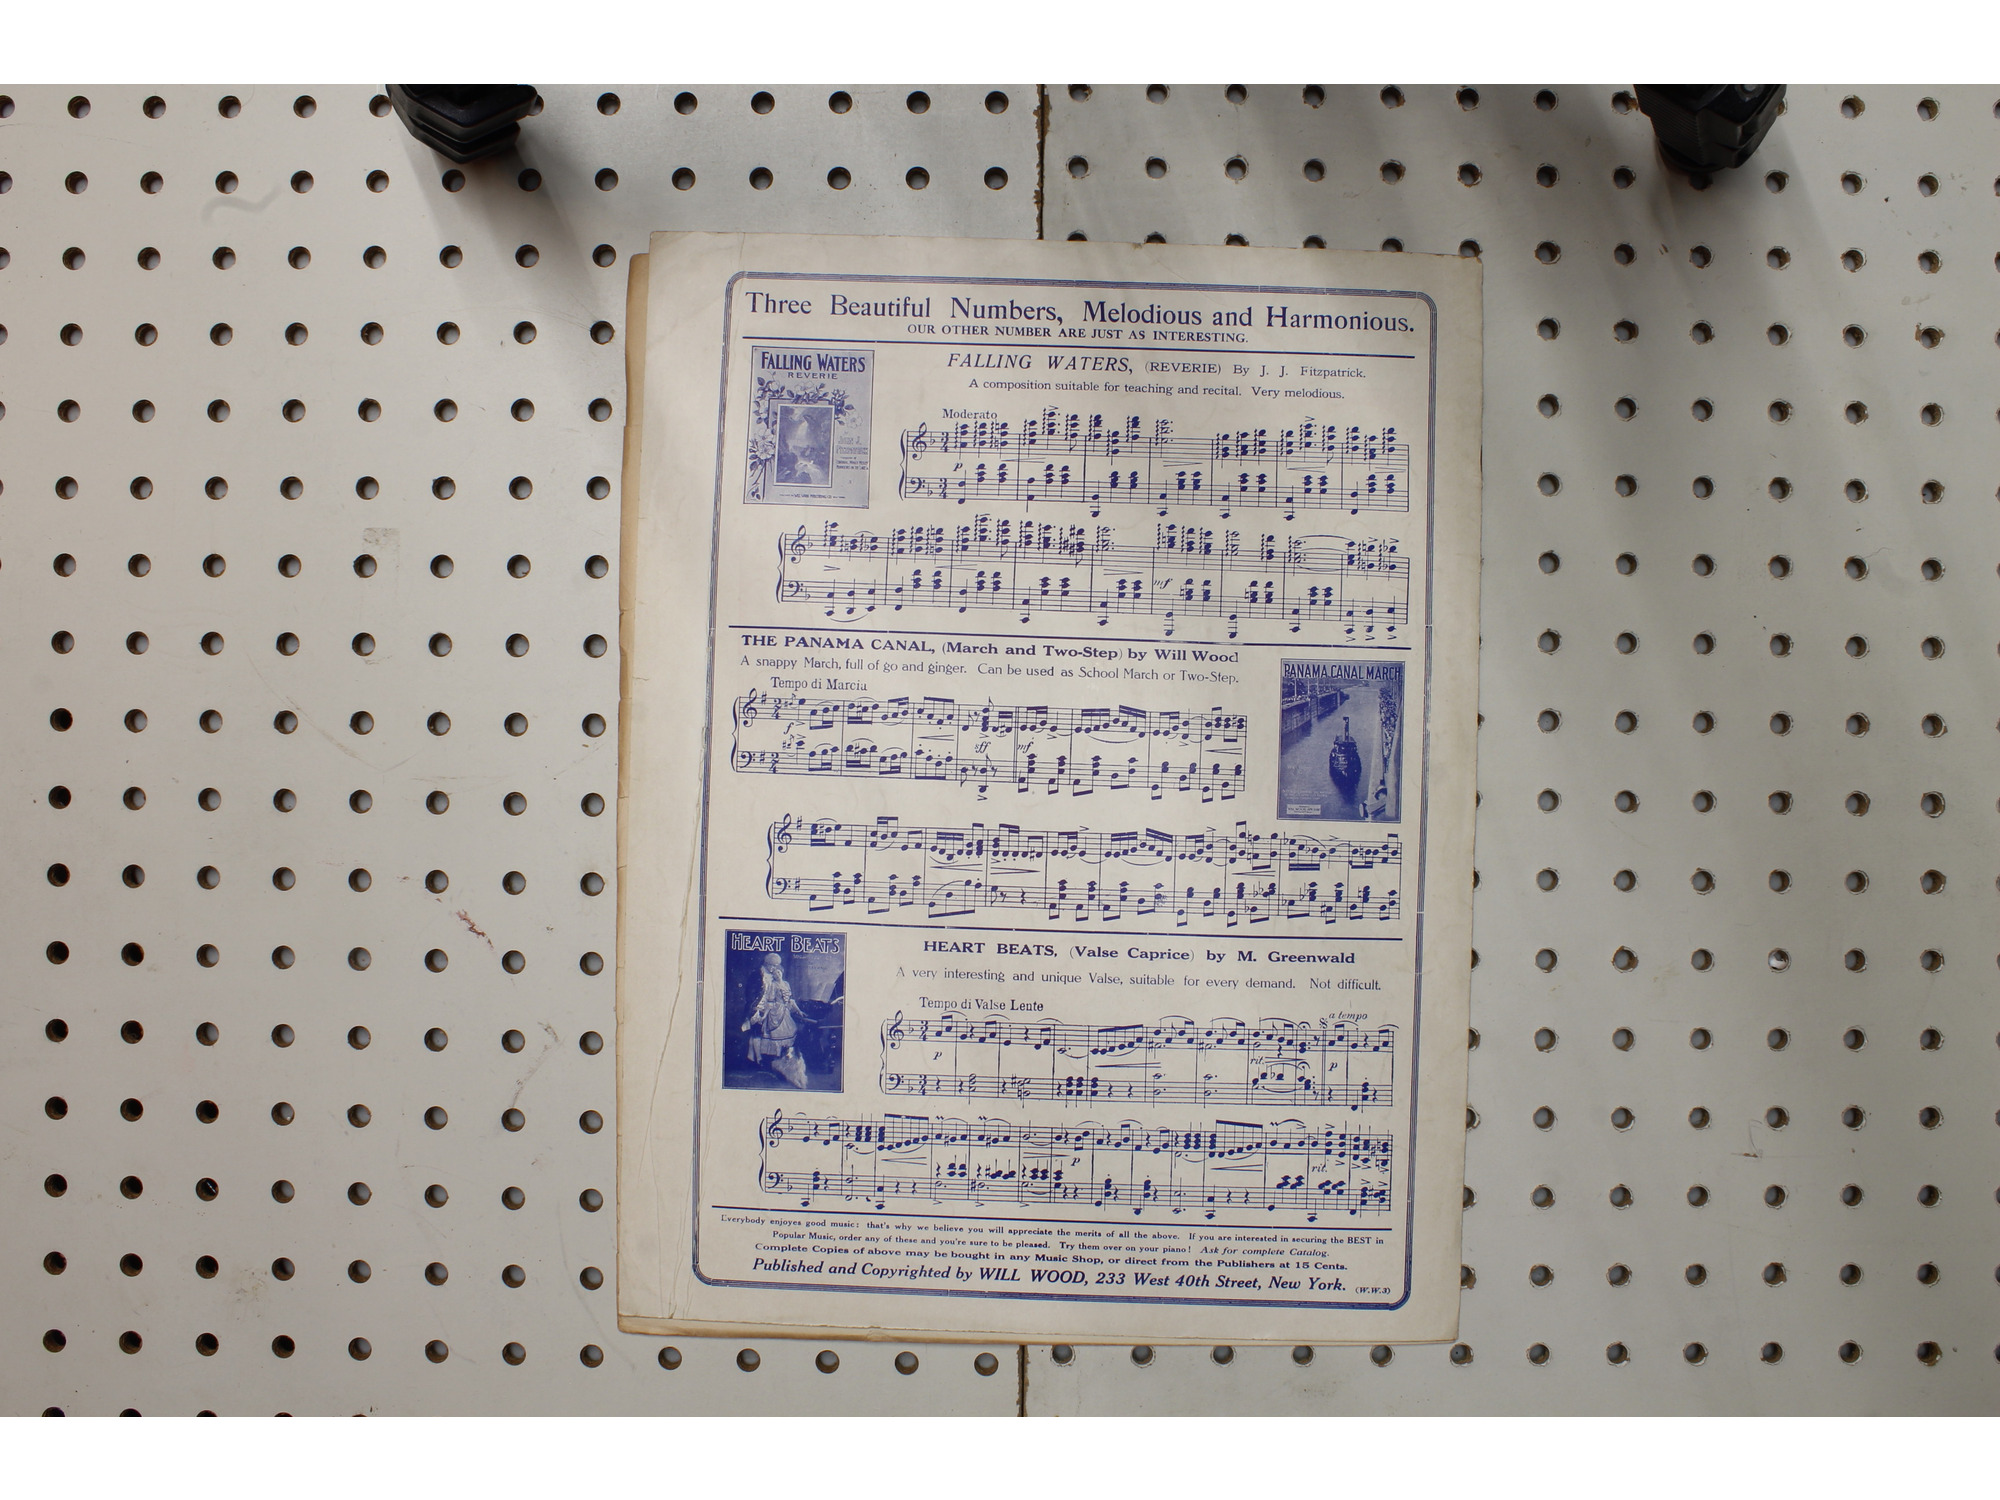 Three Beautiful Numbers, Melodious and Harmonious.
OUR OTHER NUMBER ARE JUST AS INTERESTING.
FALLING WATERS
REVERIE
FALLING WATERS, (REVERIE) By J. J. Fitzpatrick.
A composition suitable for teaching and recital. Very melodious.
Moderato
p
mf
THE PANAMA CANAL, (March and Two-Step) by Will Wood
A snappy March, full of go and ginger. Can be used as School March or Two-Step.
PANAMA CANAL MARCH
Tempo di Marcia
f
sff mf
HEART BEATS
HEART BEATS, (Valse Caprice) by M. Greenwald
A very interesting and unique Valse, suitable for every demand. Not difficult.
Tempo di Valse Lente
a tempo
p rit. p
p rit.
Everybody enjoyes good music: that's why we believe you will appreciate the merits of all the above. If you are interested in securing the BEST in
Popular Music, order any of these and you're sure to be pleased. Try them over on your piano! Ask for complete Catalog.
Complete Copies of above may be bought in any Music Shop, or direct from the Publishers at 15 Cents.
Published and Copyrighted by WILL WOOD, 233 West 40th Street, New York. (W.W.3)